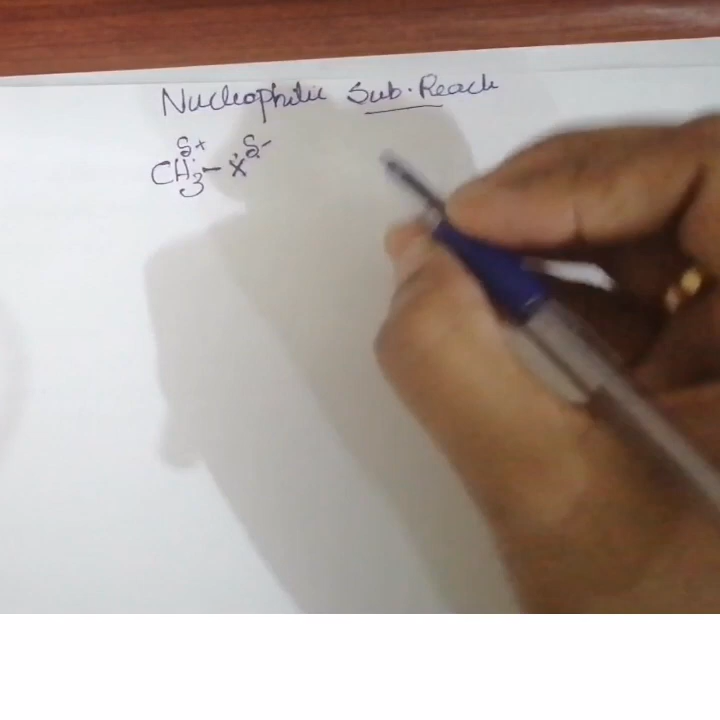 Nucleophilic Sub. Reach
δ+ δ-
CH3-X